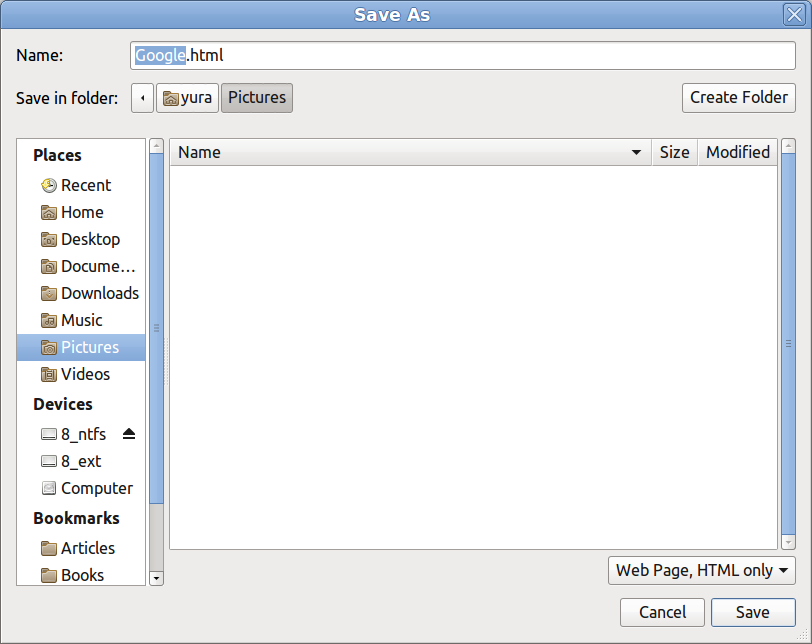 Save As
Name: Google.html
Save in folder: yura Pictures Create Folder
Places
Recent
Home
Desktop
Docume…
Downloads
Music
Pictures
Videos
Devices
8_ntfs
8_ext
Computer
Bookmarks
Articles
Books
Name Size Modified
Web Page, HTML only
Cancel Save